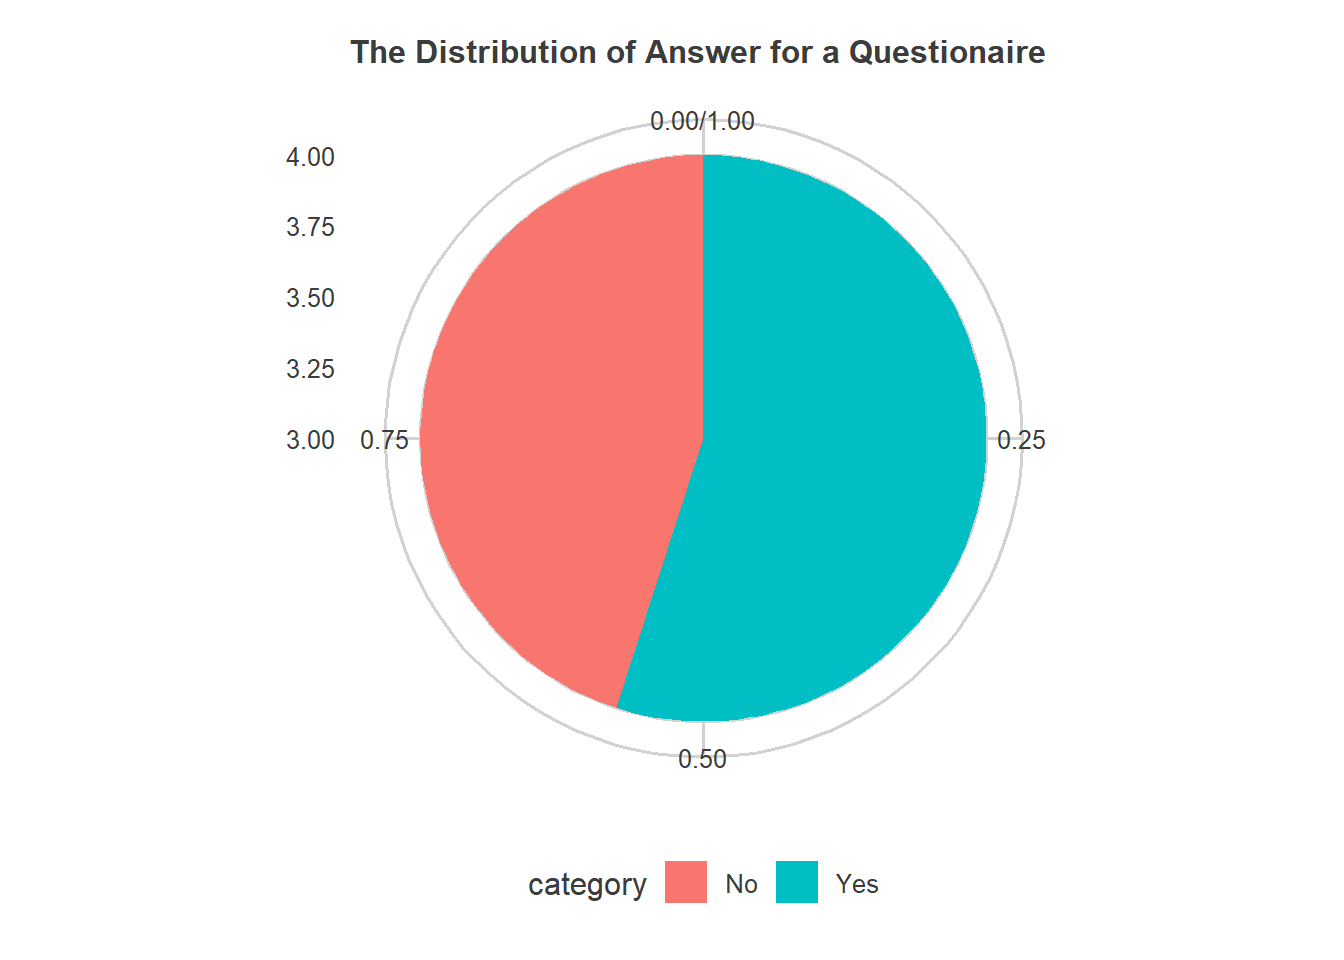 The Distribution of Answer for a Questionaire
0.00/1.00
4.00
3.75
3.50
3.25
3.00
0.75
0.25
0.50
category
No
Yes